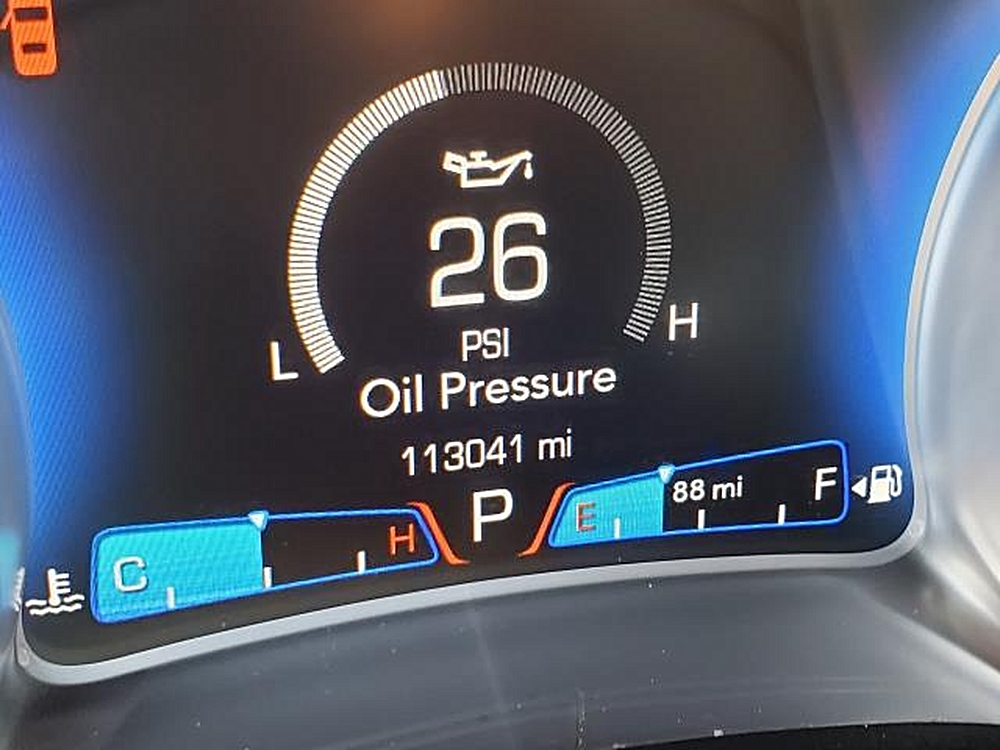 26
PSI
L H
Oil Pressure
113041 mi
C H P E 88 mi F